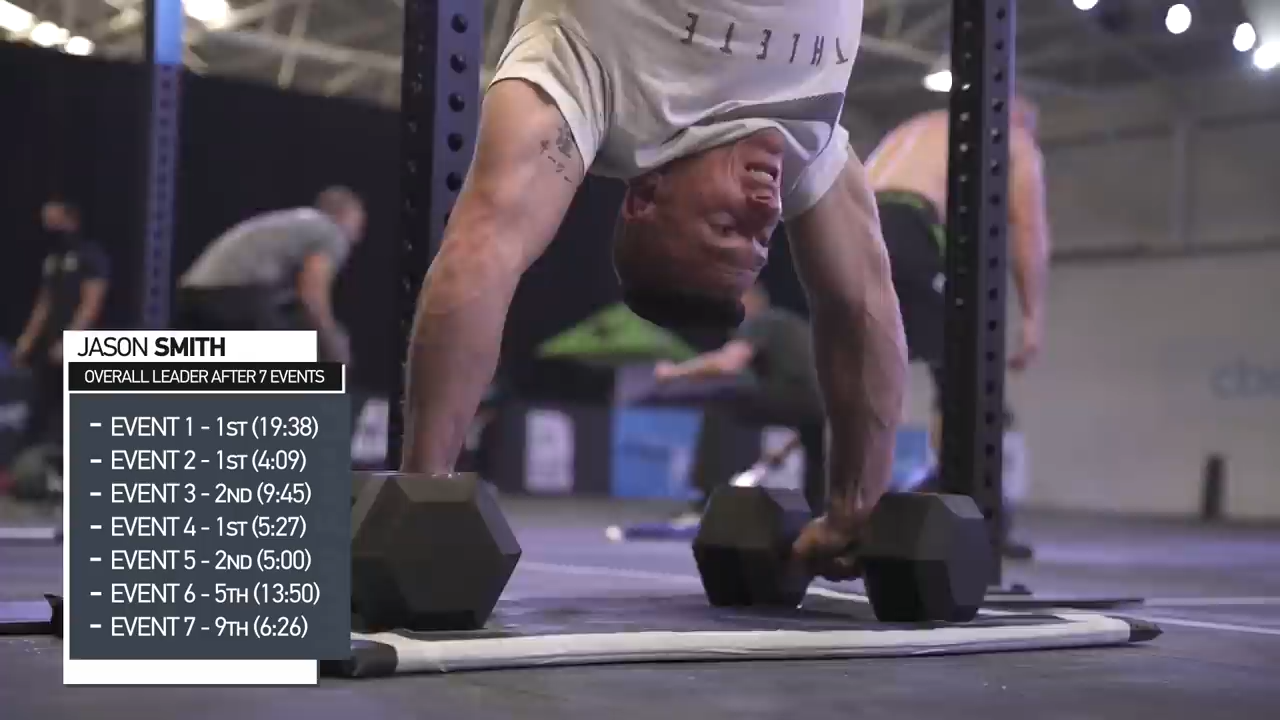 HLETE
JASON SMITH
OVERALL LEADER AFTER 7 EVENTS
- EVENT 1 - 1ST (19:38)
- EVENT 2 - 1ST (4:09)
- EVENT 3 - 2ND (9:45)
- EVENT 4 - 1ST (5:27)
- EVENT 5 - 2ND (5:00)
- EVENT 6 - 5TH (13:50)
- EVENT 7 - 9TH (6:26)